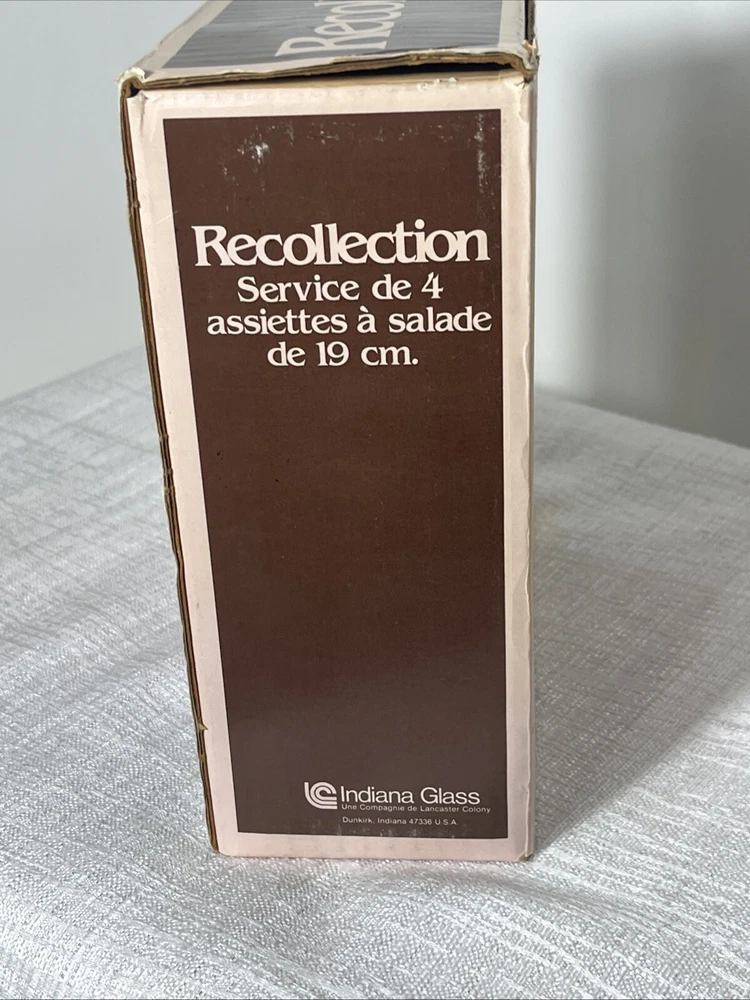 Recollection
Service de 4
assiettes à salade
de 19 cm.
Indiana Glass
Une Compagnie de Lancaster Colony
Dunkirk, Indiana 47336 U.S.A.